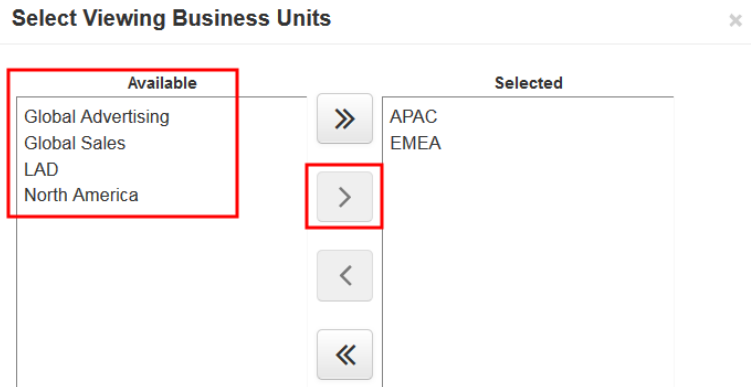 Select Viewing Business Units
Available
Selected
Global Advertising
Global Sales
LAD
North America
APAC
EMEA